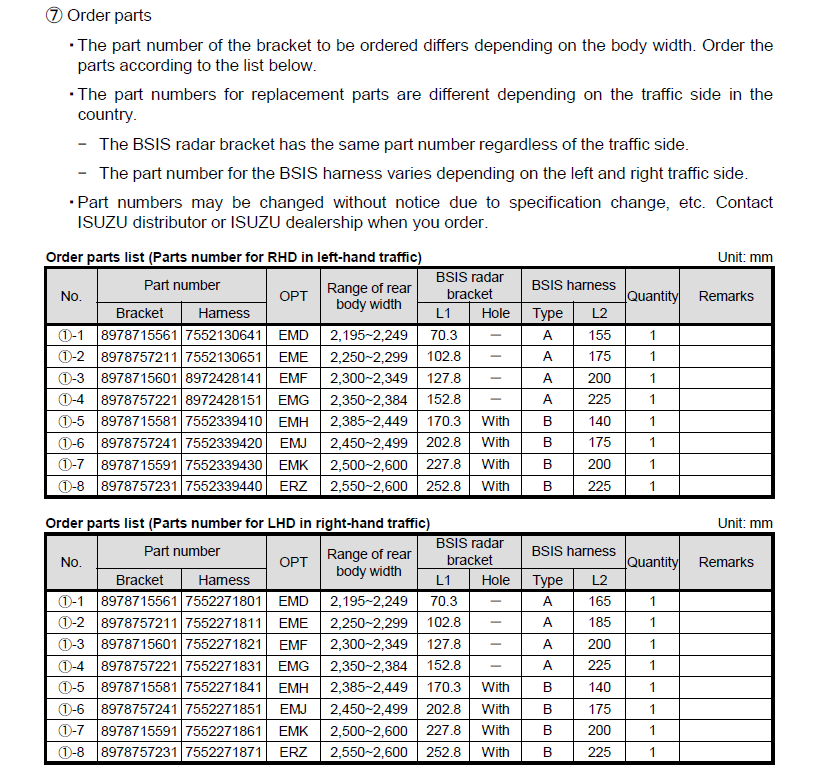 ⑦ Order parts
・The part number of the bracket to be ordered differs depending on the body width. Order the
parts according to the list below.
・The part numbers for replacement parts are different depending on the traffic side in the
country.
− The BSIS radar bracket has the same part number regardless of the traffic side.
− The part number for the BSIS harness varies depending on the left and right traffic side.
・Part numbers may be changed without notice due to specification change, etc. Contact
ISUZU distributor or ISUZU dealership when you order.
Order parts list (Parts number for RHD in left-hand traffic) Unit: mm
No. Part number OPT Range of rear body width BSIS radar bracket BSIS harness Quantity Remarks
Bracket Harness L1 Hole Type L2
①-1 8978715561 7552130641 EMD 2,195~2,249 70.3 － A 155 1
①-2 8978757211 7552130651 EME 2,250~2,299 102.8 － A 175 1
①-3 8978715601 8972428141 EMF 2,300~2,349 127.8 － A 200 1
①-4 8978757221 8972428151 EMG 2,350~2,384 152.8 － A 225 1
①-5 8978715581 7552339410 EMH 2,385~2,449 170.3 With B 140 1
①-6 8978757241 7552339420 EMJ 2,450~2,499 202.8 With B 175 1
①-7 8978715591 7552339430 EMK 2,500~2,600 227.8 With B 200 1
①-8 8978757231 7552339440 ERZ 2,550~2,600 252.8 With B 225 1
Order parts list (Parts number for LHD in right-hand traffic) Unit: mm
No. Part number OPT Range of rear body width BSIS radar bracket BSIS harness Quantity Remarks
Bracket Harness L1 Hole Type L2
①-1 8978715561 7552271801 EMD 2,195~2,249 70.3 － A 165 1
①-2 8978757211 7552271811 EME 2,250~2,299 102.8 － A 185 1
①-3 8978715601 7552271821 EMF 2,300~2,349 127.8 － A 200 1
①-4 8978757221 7552271831 EMG 2,350~2,384 152.8 － A 225 1
①-5 8978715581 7552271841 EMH 2,385~2,449 170.3 With B 140 1
①-6 8978757241 7552271851 EMJ 2,450~2,499 202.8 With B 175 1
①-7 8978715591 7552271861 EMK 2,500~2,600 227.8 With B 200 1
①-8 8978757231 7552271871 ERZ 2,550~2,600 252.8 With B 225 1